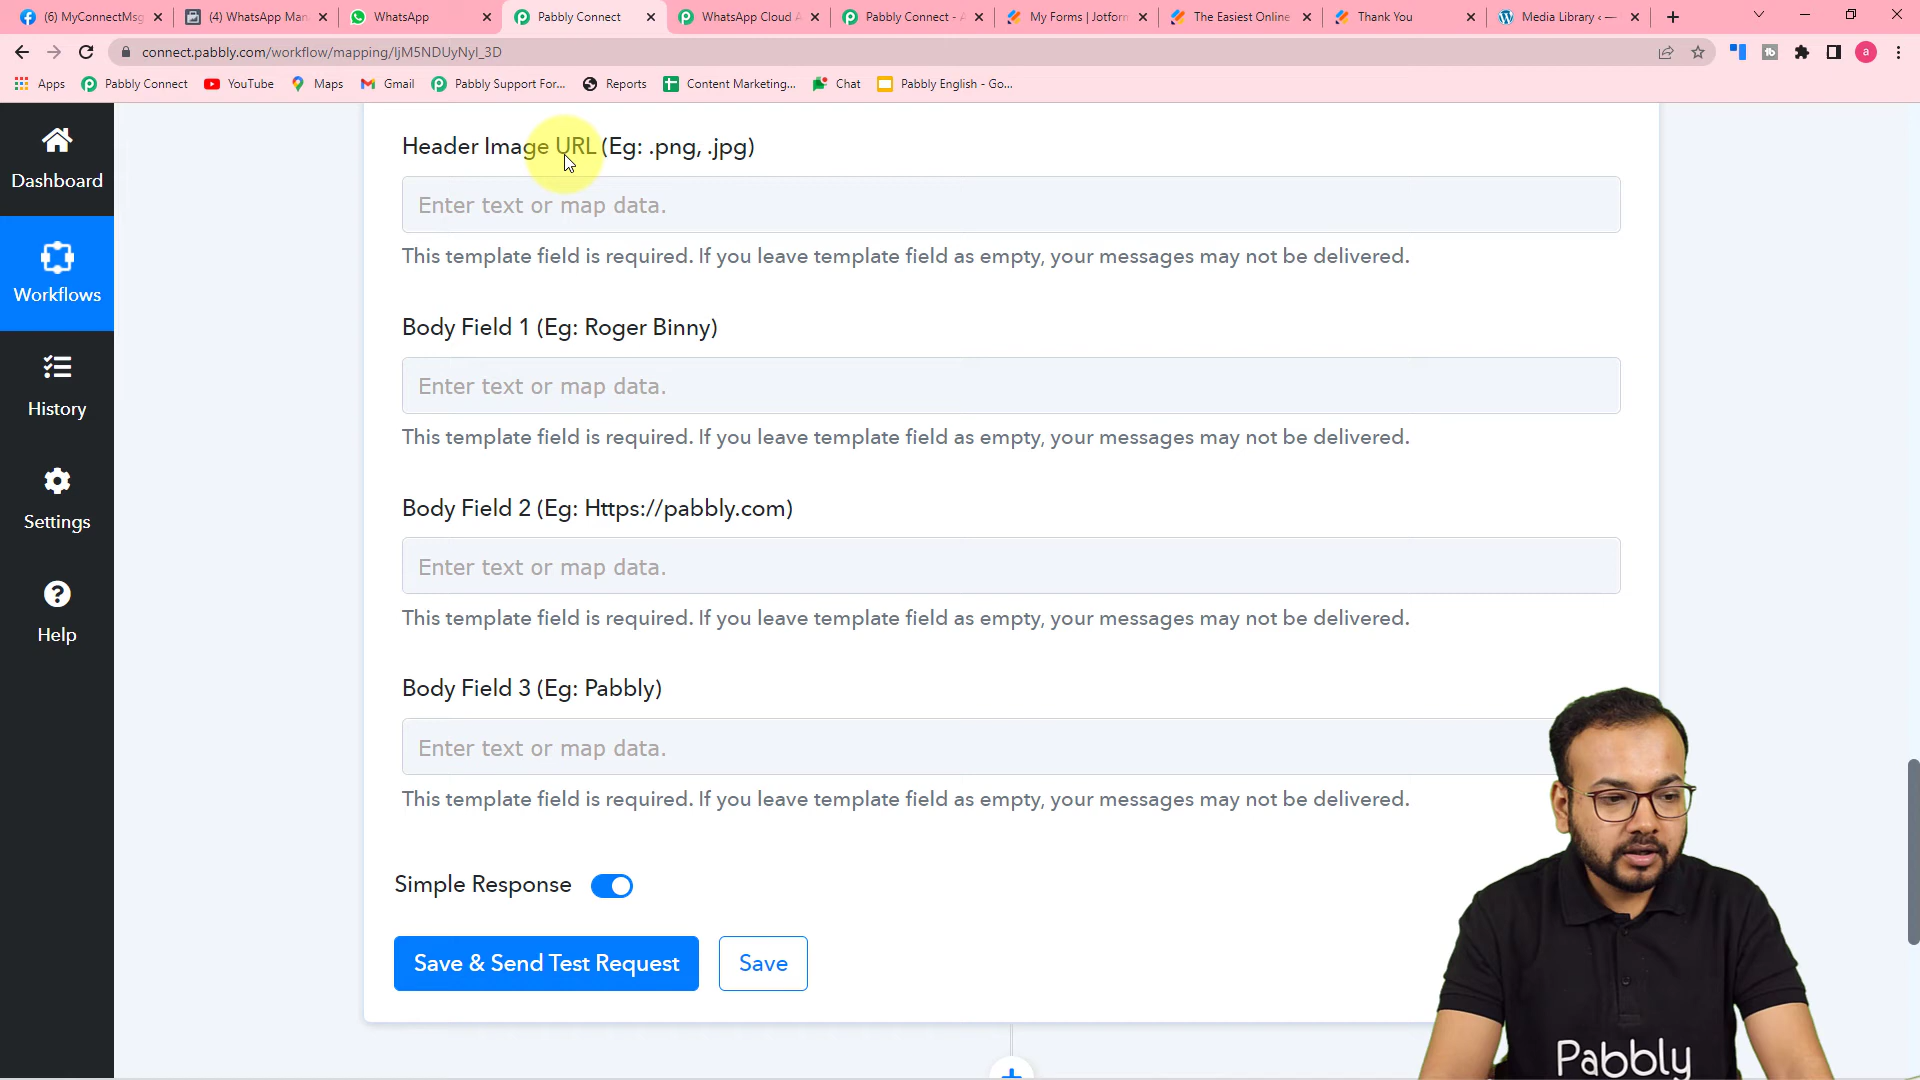 (6) MyConnectMsg
(4) WhatsApp Man
WhatsApp
Pabbly Connect
WhatsApp Cloud A
Pabbly Connect - A
My Forms | Jotform
The Easiest Online
Thank You
Media Library ‹ —
connect.pabbly.com/workflow/mapping/IjM5NDUyNyI_3D
Apps
Pabbly Connect
YouTube
Maps
Gmail
Pabbly Support For...
Reports
Content Marketing...
Chat
Pabbly English - Go...
Dashboard
Workflows
History
Settings
Help
Header Image URL (Eg: .png, .jpg)
Enter text or map data.
This template field is required. If you leave template field as empty, your messages may not be delivered.
Body Field 1 (Eg: Roger Binny)
Enter text or map data.
This template field is required. If you leave template field as empty, your messages may not be delivered.
Body Field 2 (Eg: Https://pabbly.com)
Enter text or map data.
This template field is required. If you leave template field as empty, your messages may not be delivered.
Body Field 3 (Eg: Pabbly)
Enter text or map data.
This template field is required. If you leave template field as empty, your messages may not be delivered.
Simple Response
Save & Send Test Request
Save
Pabbly